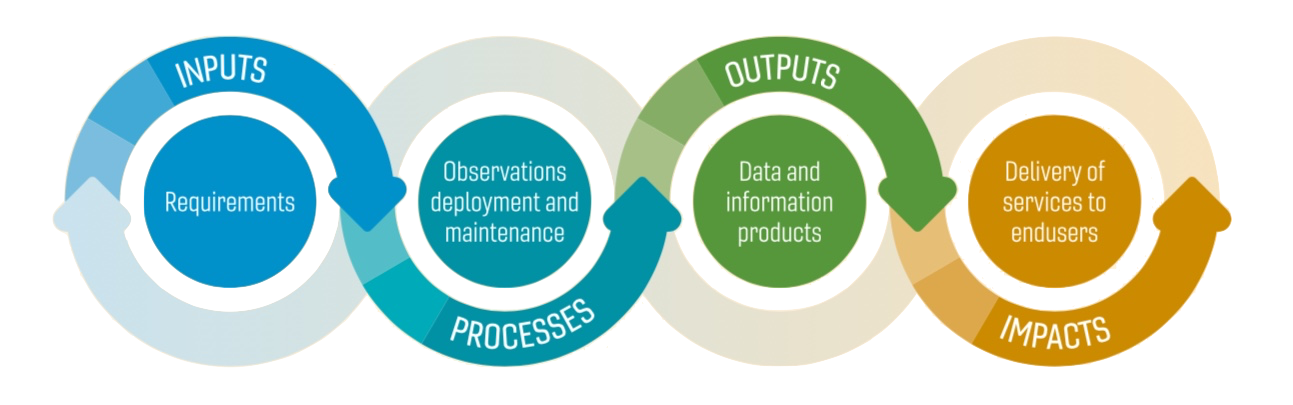 INPUTS
Requirements
Observations
deployment and
maintenance
PROCESSES
OUTPUTS
Data and
information
products
Delivery of
services to
endusers
IMPACTS